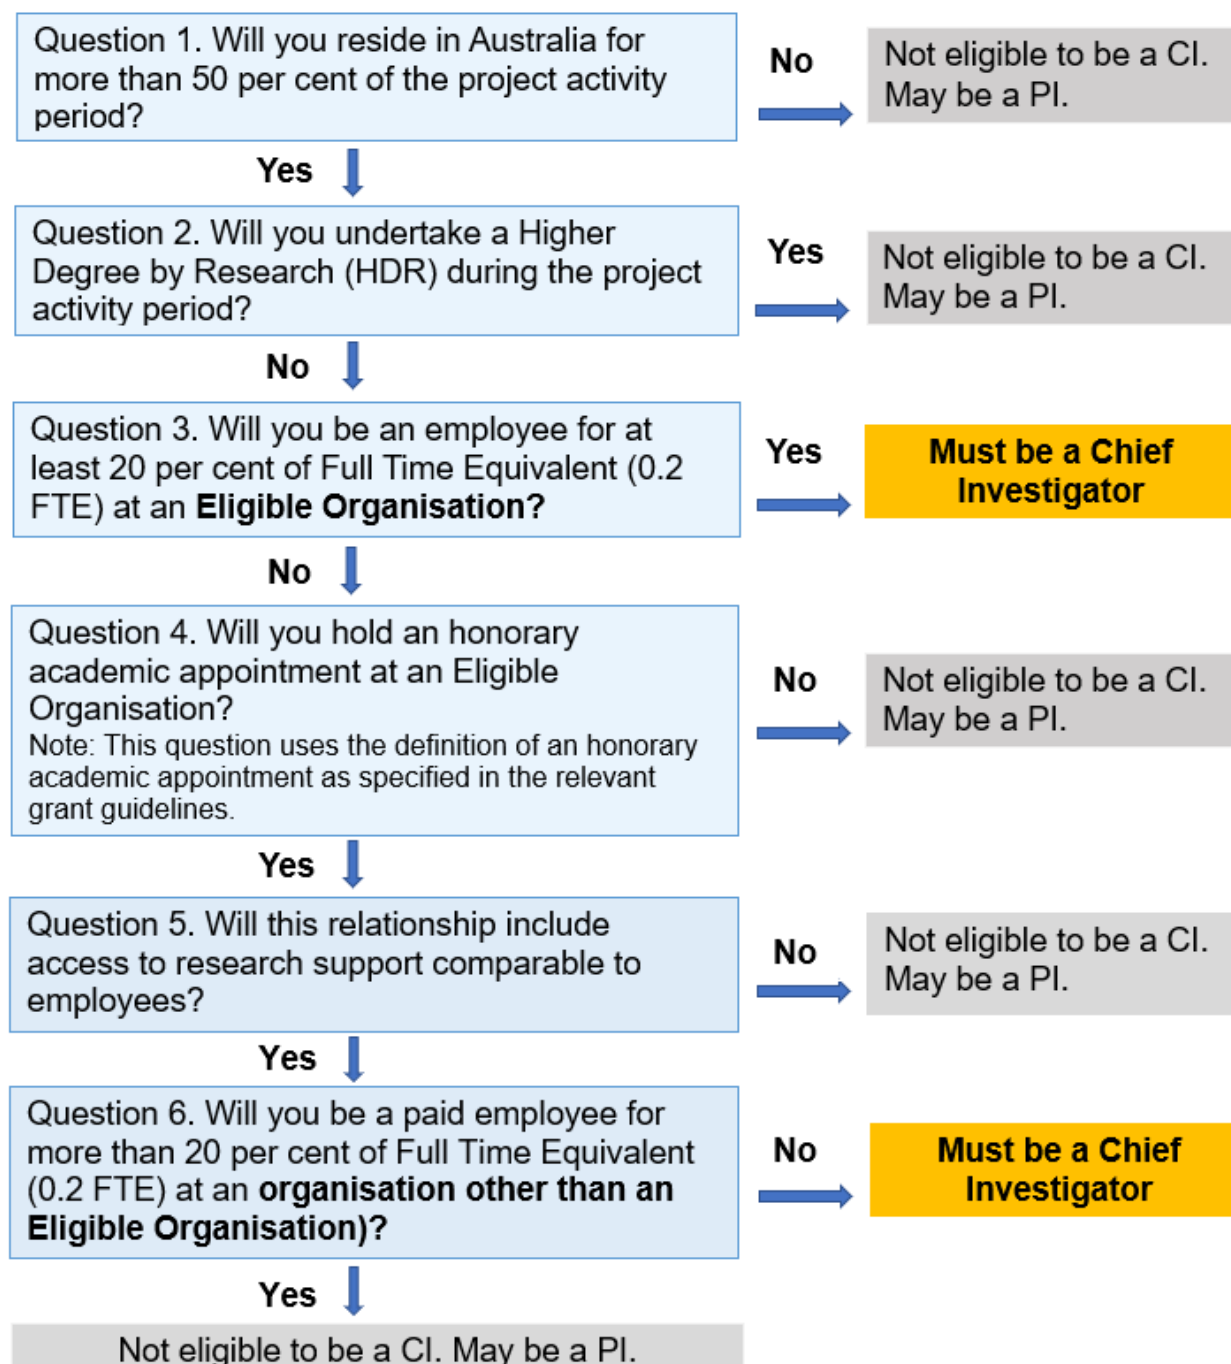 Question 1. Will you reside in Australia for
more than 50 per cent of the project activity
period?
No
Not eligible to be a CI.
May be a PI.
Yes
Question 2. Will you undertake a Higher
Degree by Research (HDR) during the project
activity period?
Yes
Not eligible to be a CI.
May be a PI.
No
Question 3. Will you be an employee for at
least 20 per cent of Full Time Equivalent (0.2
FTE) at an Eligible Organisation?
Yes
Must be a Chief
Investigator
No
Question 4. Will you hold an honorary
academic appointment at an Eligible
Organisation?
Note: This question uses the definition of an honorary
academic appointment as specified in the relevant
grant guidelines.
No
Not eligible to be a CI.
May be a PI.
Yes
Question 5. Will this relationship include
access to research support comparable to
employees?
No
Not eligible to be a CI.
May be a PI.
Yes
Question 6. Will you be a paid employee for
more than 20 per cent of Full Time Equivalent
(0.2 FTE) at an organisation other than an
Eligible Organisation)?
No
Must be a Chief
Investigator
Yes
Not eligible to be a CI. May be a PI.